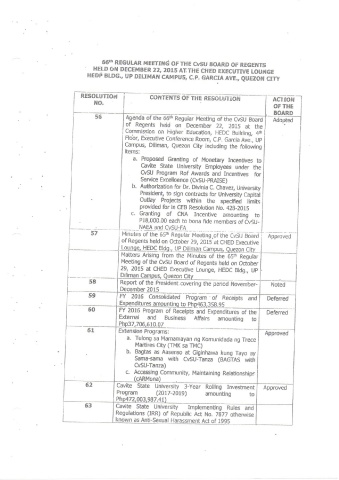 66th REGULAR MEETING OF THE CvSU BOARD OF REGENTS
HELD ON DECEMBER 22, 2015 AT THE CHED EXECUTIVE LOUNGE
HEDP BLDG., UP DILIMAN CAMPUS, C.P. GARCIA AVE., QUEZON CITY
RESOLUTION NO.
CONTENTS OF THE RESOLUTION
ACTION OF THE BOARD
56
Agenda of the 66th Regular Meeting of the CvSU Board
of Regents held on December 22, 2015 at the
Commission on Higher Education, HEDC Building, 4th
Floor, Executive Conference Room, C.P. Garcia Ave., UP
Campus, Diliman, Quezon City including the following
items:
a. Proposed Granting of Monetary Incentives to
Cavite State University Employees under the
CvSU Program for Awards and Incentives for
Service Excellence (CvSU-PRAISE)
b. Authorization for Dr. Divinia C. Chavez, University
President, to sign contracts for University Capital
Outlay Projects within the specified limits
provided for in CFB Resolution No. 420-2015
c. Granting of CNA Incentive amounting to
₱18,000.00 each to bona fide members of CvSU-
NAEA and CvSU-FA
Adopted
57
Minutes of the 65th Regular Meeting of the CvSU Board
of Regents held on October 29, 2015 at CHED Executive
Lounge, HEDC Bldg., UP Diliman Campus, Quezon City
Approved
Matters Arising from the Minutes of the 65th Regular
Meeting of the CvSU Board of Regents held on October
29, 2015 at CHED Executive Lounge, HEDC Bldg., UP
Diliman Campus, Quezon City
58
Report of the President covering the period November-
December 2015
Noted
59
FY 2016 Consolidated Program of Receipts and
Expenditures amounting to
Deferred
60
FY 2016 Program of Receipts and Expenditures of the
External and Business Affairs amounting to
Php37,706,610.07
Deferred
61
Extension Programs:
a. Tulong sa Mamamayan ng Komunidada ng Trece
Martires City (TMK sa TMC)
b. Bagtas as Asenso at Giginhawa kung Tayo ay
Sama-sama with CvSU-Tanza (BAGTAS with
CvSU-Tanza)
c. Accessing Community, Maintaining Relationship
(cARMona)
Approved
62
Cavite State University 3-Year Rolling Investment
Program (2017-2019) amounting to
Php472,003,587.41)
Approved
63
Cavite State University Implementing Rules and
Regulations (IRR) of Republic Act No. 7877 otherwise
known as Anti-Sexual Harassment Act of 1995